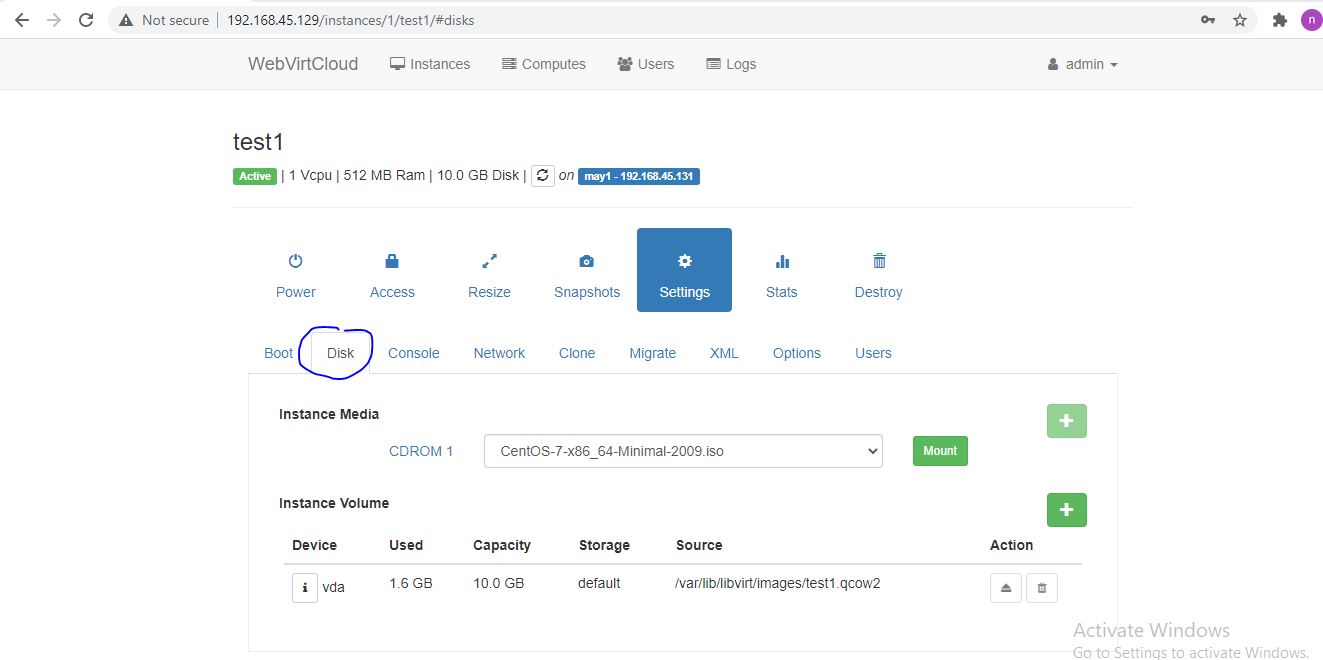 Not secure 192.168.45.129/instances/1/test1/#disks n
WebVirtCloud Instances Computes Users Logs admin
test1
Active | 1 Vcpu | 512 MB Ram | 10.0 GB Disk | on may1 - 192.168.45.131
Power Access Resize Snapshots Settings Stats Destroy
Boot Disk Console Network Clone Migrate XML Options Users
Instance Media
CDROM 1 CentOS-7-x86_64-Minimal-2009.iso Mount
Instance Volume
Device Used Capacity Storage Source Action
vda 1.6 GB 10.0 GB default /var/lib/libvirt/images/test1.qcow2
Activate Windows
Go to Settings to activate Windows.